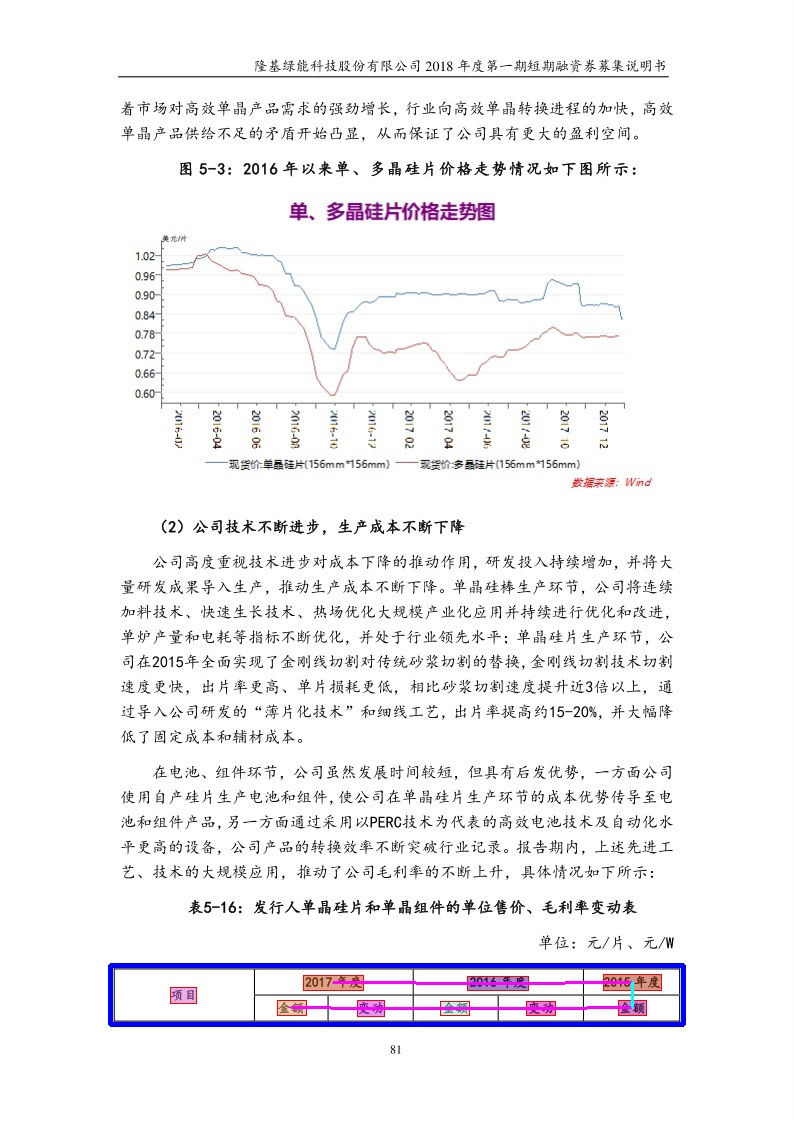 隆基绿能科技股份有限公司 2018 年度第一期短期融资券募集说明书
着市场对高效单晶产品需求的强劲增长，行业向高效单晶转换进程的加快，高效
单晶产品供给不足的矛盾开始凸显，从而保证了公司具有更大的盈利空间。
图 5-3：2016 年以来单、多晶硅片价格走势情况如下图所示：
单、多晶硅片价格走势图
美元/片
1.02
0.96
0.90
0.84
0.78
0.72
0.66
0.60
2016-02 2016-04 2016-06 2016-08 2016-10 2016-12 2017-02 2017-04 2017-06 2017-08 2017-10 2017-12
现货价:单晶硅片(156mm*156mm) 现货价:多晶硅片(156mm*156mm)
数据来源：Wind
（2）公司技术不断进步，生产成本不断下降
公司高度重视技术进步对成本下降的推动作用，研发投入持续增加，并将大
量研发成果导入生产，推动生产成本不断下降。单晶硅棒生产环节，公司将连续
加料技术、快速生长技术、热场优化大规模产业化应用并持续进行优化和改进，
单炉产量和电耗等指标不断优化，并处于行业领先水平；单晶硅片生产环节，公
司在2015年全面实现了金刚线切割对传统砂浆切割的替换，金刚线切割技术切割
速度更快，出片率更高、单片损耗更低，相比砂浆切割速度提升近3倍以上，通
过导入公司研发的“薄片化技术”和细线工艺，出片率提高约15-20%，并大幅降
低了固定成本和辅材成本。
在电池、组件环节，公司虽然发展时间较短，但具有后发优势，一方面公司
使用自产硅片生产电池和组件，使公司在单晶硅片生产环节的成本优势传导至电
池和组件产品，另一方面通过采用以PERC技术为代表的高效电池技术及自动化水
平更高的设备，公司产品的转换效率不断突破行业记录。报告期内，上述先进工
艺、技术的大规模应用，推动了公司毛利率的不断上升，具体情况如下所示：
表5-16：发行人单晶硅片和单晶组件的单位售价、毛利率变动表
单位：元/片、元/W
项目 2017 年度 2016 年度 2015 年度
金额 变动 金额 变动 金额
81